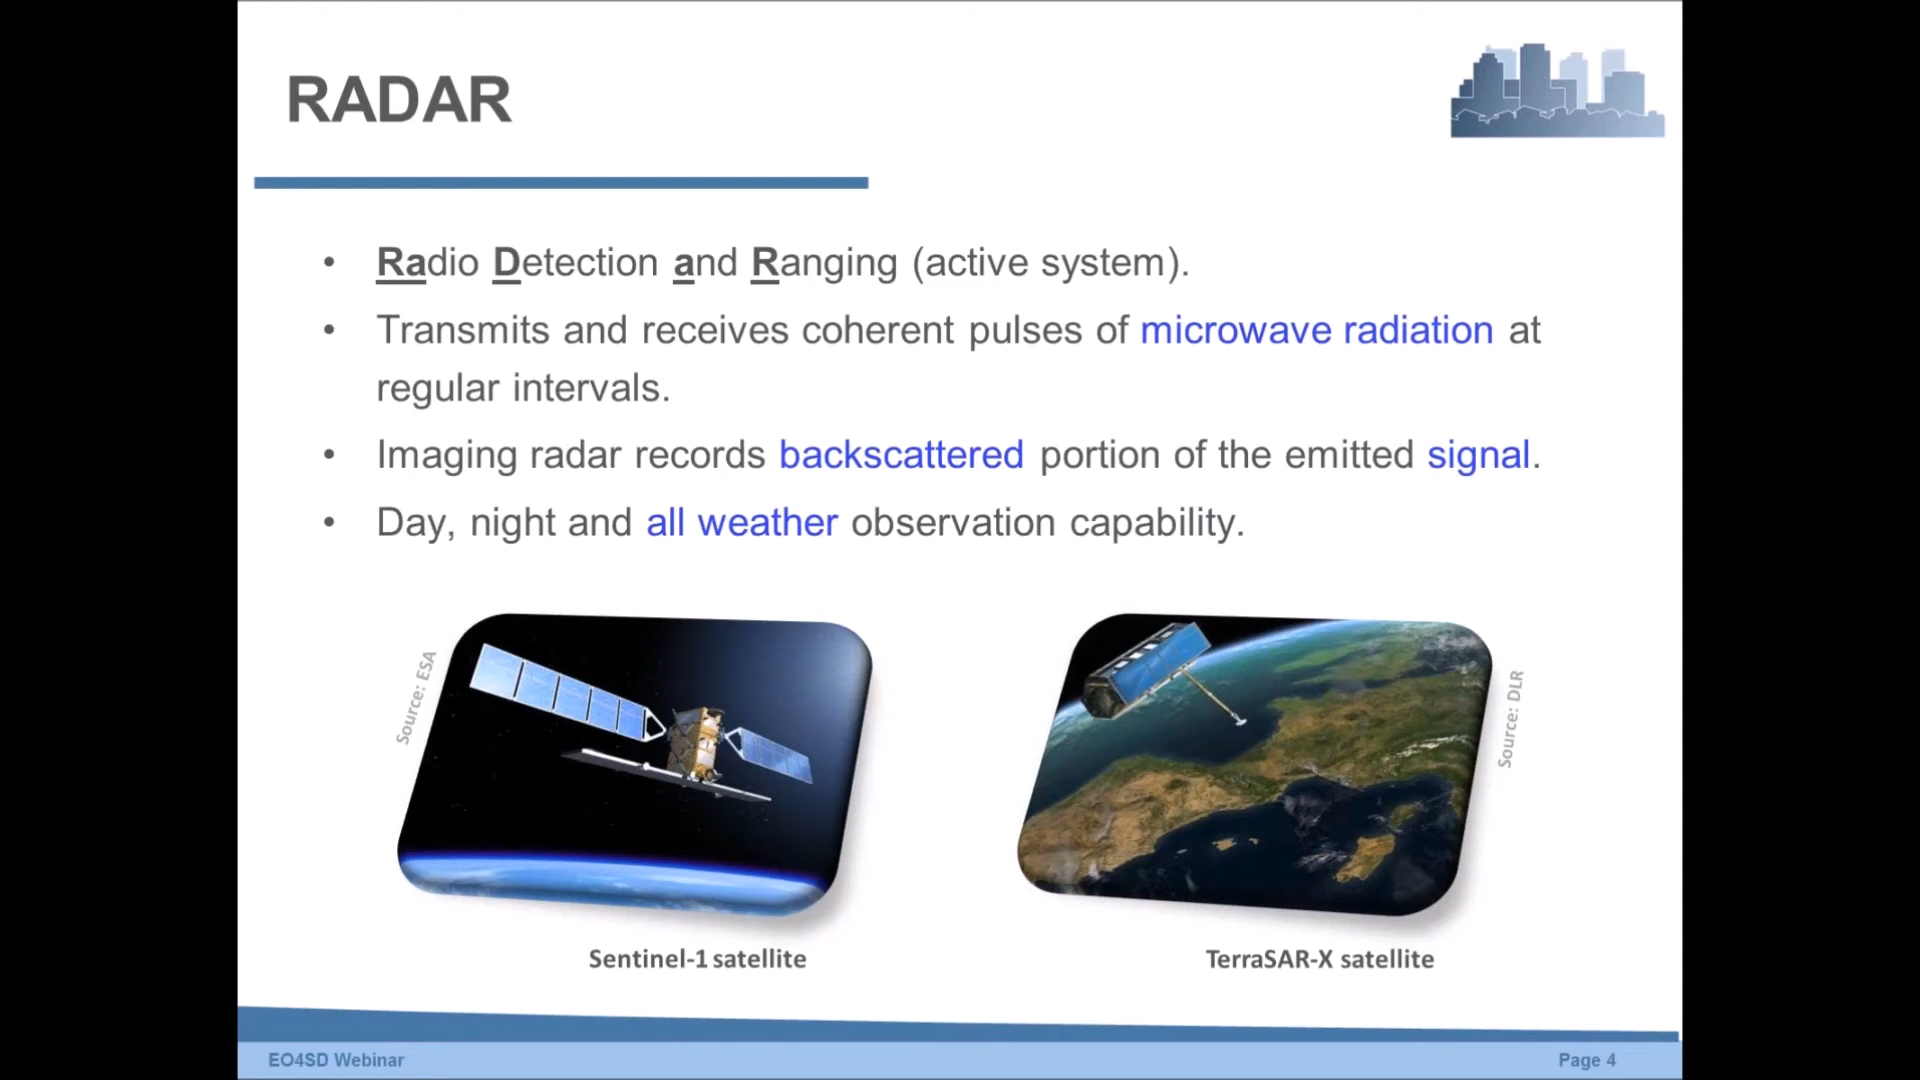 RADAR
• Radio Detection and Ranging (active system).
• Transmits and receives coherent pulses of microwave radiation at
regular intervals.
• Imaging radar records backscattered portion of the emitted signal.
• Day, night and all weather observation capability.
Source: ESA
Source: DLR
Sentinel-1 satellite
TerraSAR-X satellite
EO4SD Webinar
Page 4